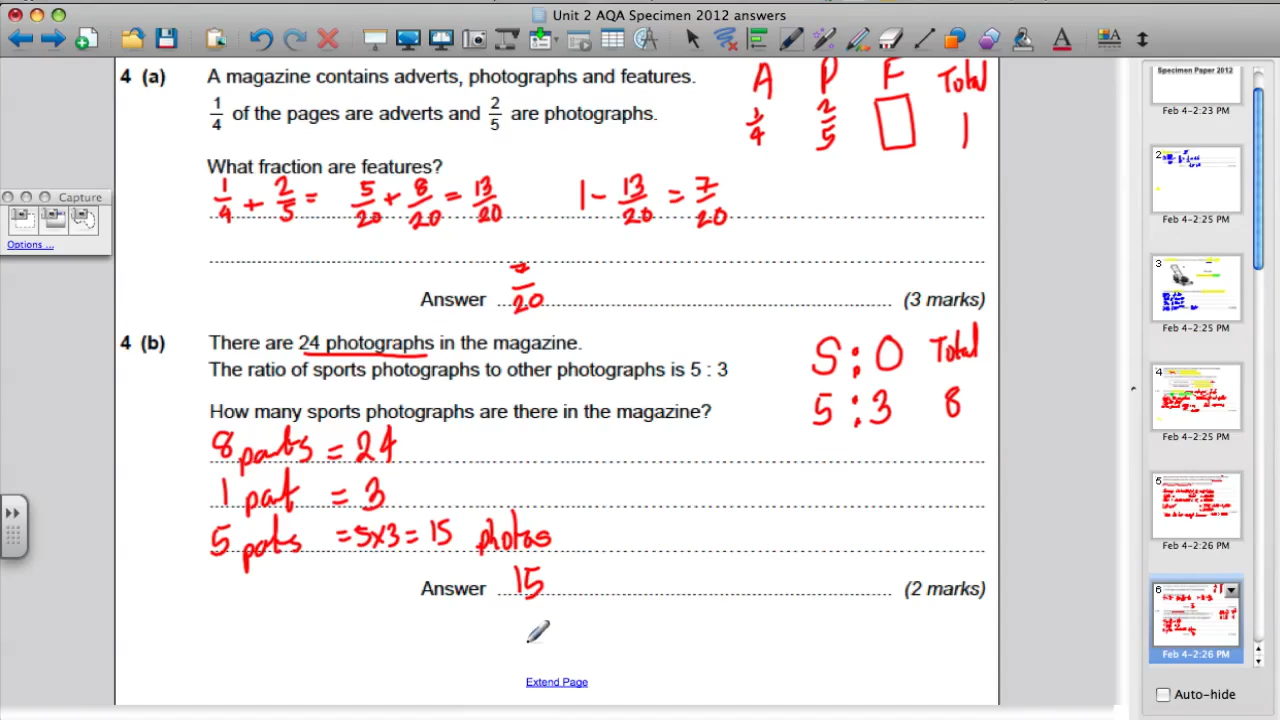 Unit 2 AQA Specimen 2012 answers
4 (a) A magazine contains adverts, photographs and features.
1/4 of the pages are adverts and 2/5 are photographs.
A P F Total
1/4 2/5 1
What fraction are features?
1/4 + 2/5 = 5/20 + 8/20 = 13/20 1 - 13/20 = 7/20
Answer 7/20 (3 marks)
4 (b) There are 24 photographs in the magazine.
The ratio of sports photographs to other photographs is 5 : 3
S : O Total
5 : 3 8
How many sports photographs are there in the magazine?
8 parts = 24
1 part = 3
5 parts = 5x3 = 15 photos
Answer 15 (2 marks)
Extend Page
Capture
Options ...
Specimen Paper 2012
Feb 4-2:23 PM
2
Feb 4-2:25 PM
3
Feb 4-2:25 PM
4
Feb 4-2:25 PM
5
Feb 4-2:26 PM
6
Feb 4-2:26 PM
Auto-hide